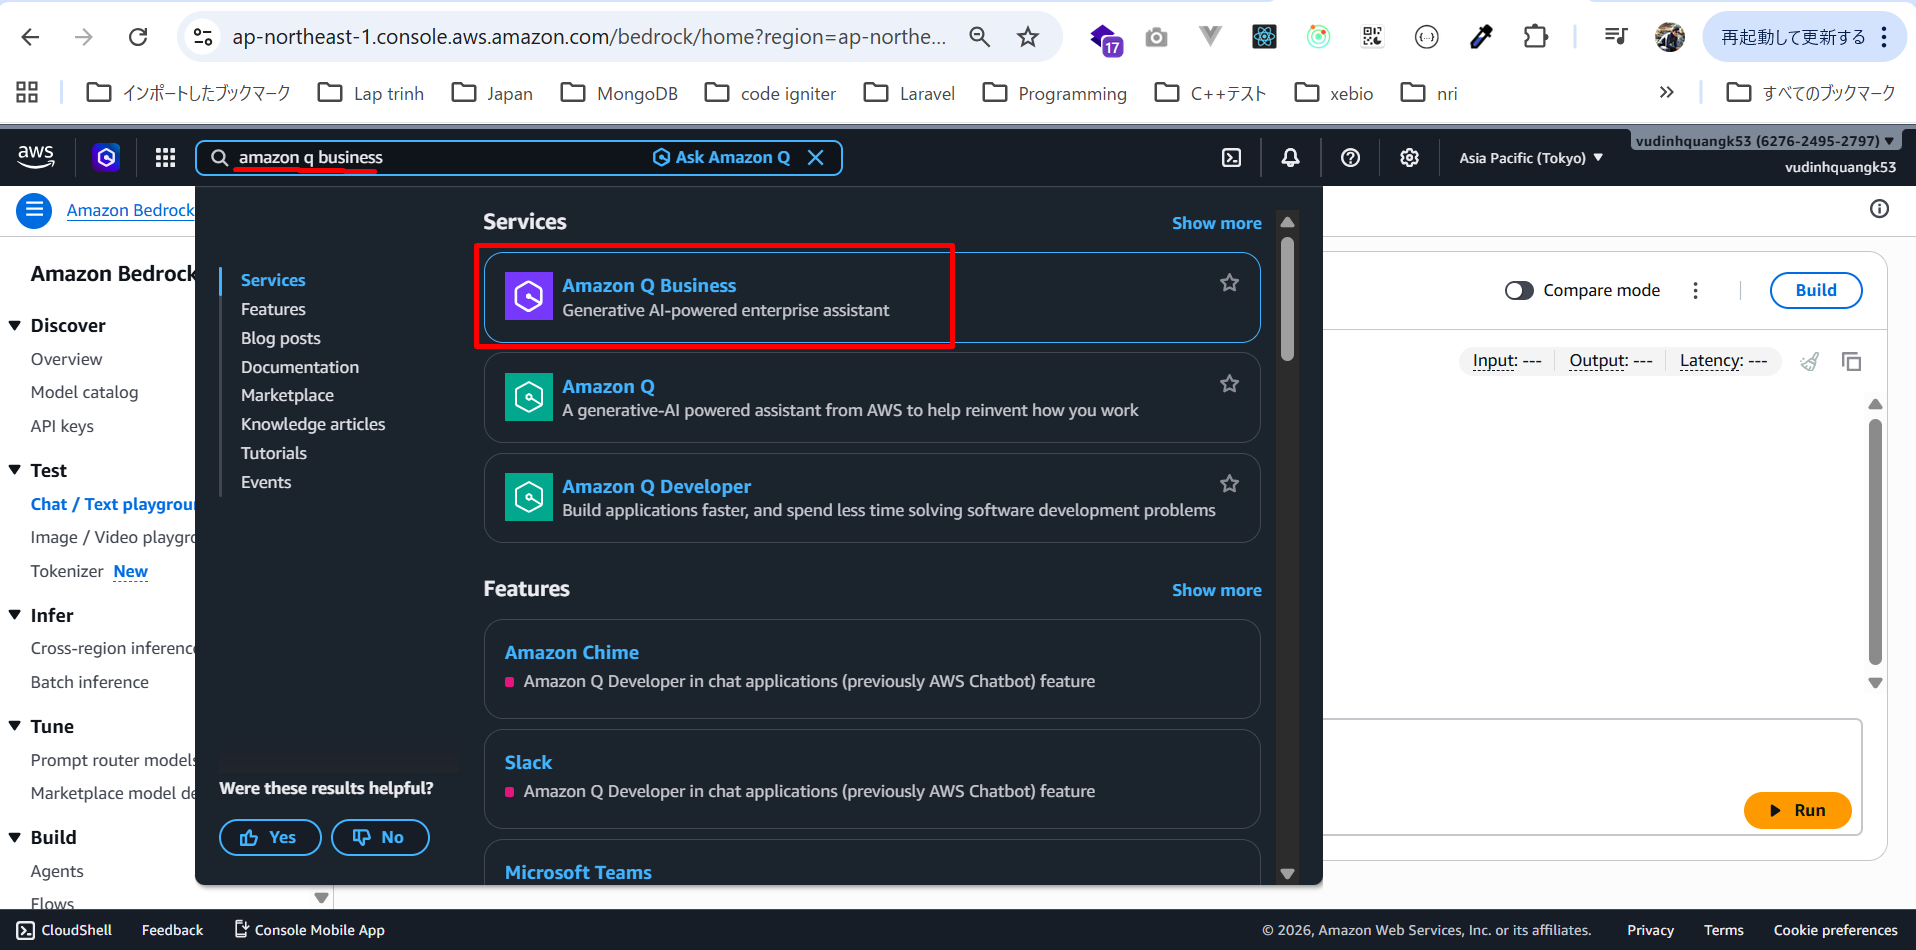 ap-northeast-1.console.aws.amazon.com/bedrock/home?region=ap-northe...
17
再起動して更新する
インポートしたブックマーク
Lap trinh
Japan
MongoDB
code igniter
Laravel
Programming
C++テスト
xebio
nri
»
すべてのブックマーク
aws
amazon q business
Ask Amazon Q
Asia Pacific (Tokyo)
vudinhquangk53 (6276-2495-2797)
vudinhquangk53
Amazon Bedrock
Amazon Bedrock
Discover
Overview
Model catalog
API keys
Test
Chat / Text playgrou
Image / Video playgro
Tokenizer New
Infer
Cross-region inference
Batch inference
Tune
Prompt router models
Marketplace model de
Build
Agents
Flows
Services
Features
Blog posts
Documentation
Marketplace
Knowledge articles
Tutorials
Events
Were these results helpful?
Yes
No
Services
Show more
Amazon Q Business
Generative AI-powered enterprise assistant
Amazon Q
A generative-AI powered assistant from AWS to help reinvent how you work
Amazon Q Developer
Build applications faster, and spend less time solving software development problems
Features
Show more
Amazon Chime
Amazon Q Developer in chat applications (previously AWS Chatbot) feature
Slack
Amazon Q Developer in chat applications (previously AWS Chatbot) feature
Microsoft Teams
Compare mode
Build
Input: ---
Output: ---
Latency: ---
Run
CloudShell
Feedback
Console Mobile App
© 2026, Amazon Web Services, Inc. or its affiliates.
Privacy
Terms
Cookie preferences